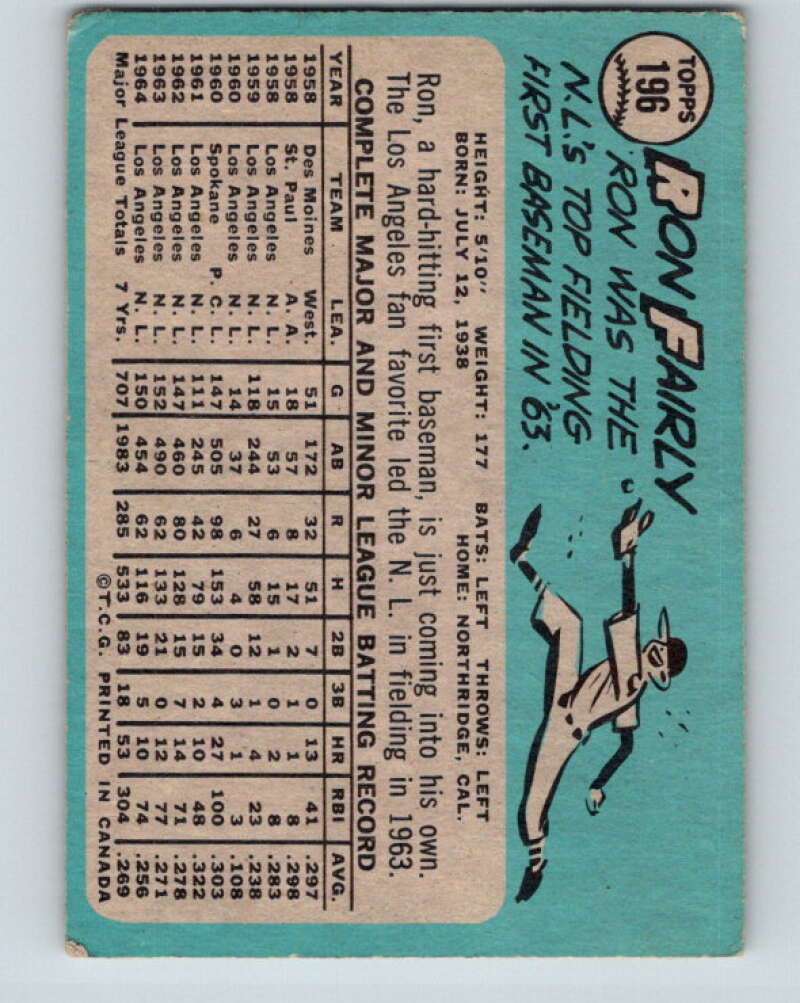 TOPPS
196
RON FAIRLY
RON WAS THE
N.L.'S TOP FIELDING
FIRST BASEMAN IN '63.
HEIGHT: 5/10" WEIGHT: 177 BATS: LEFT THROWS: LEFT
BORN: JULY 12, 1938 HOME: NORTHRIDGE, CAL.
Ron, a hard-hitting first baseman, is just coming into his own.
The Los Angeles fan favorite led the N. L. in fielding in 1963.
COMPLETE MAJOR AND MINOR LEAGUE BATTING RECORD
YEAR TEAM LEA. G AB R H 2B 3B HR RBI AVG.
1958 Des Moines West. 51 172 32 51 7 0 13 41 .297
1958 St. Paul A. A. 18 57 8 17 2 1 1 8 .298
1958 Los Angeles N. L. 15 53 6 15 1 0 2 8 .283
1959 Los Angeles N. L. 118 244 27 58 12 1 4 23 .238
1960 Los Angeles N. L. 14 37 6 4 0 3 1 3 .108
1960 Spokane P. C. L. 147 505 98 153 34 4 27 100 .303
1961 Los Angeles N. L. 111 245 42 79 15 2 10 48 .322
1962 Los Angeles N. L. 147 460 80 128 15 7 14 71 .278
1963 Los Angeles N. L. 152 490 62 133 21 0 12 77 .271
1964 Los Angeles N. L. 150 454 62 116 19 5 10 74 .256
Major League Totals 7 Yrs. 707 1983 285 533 83 18 53 304 .269
©T.C.G. PRINTED IN CANADA